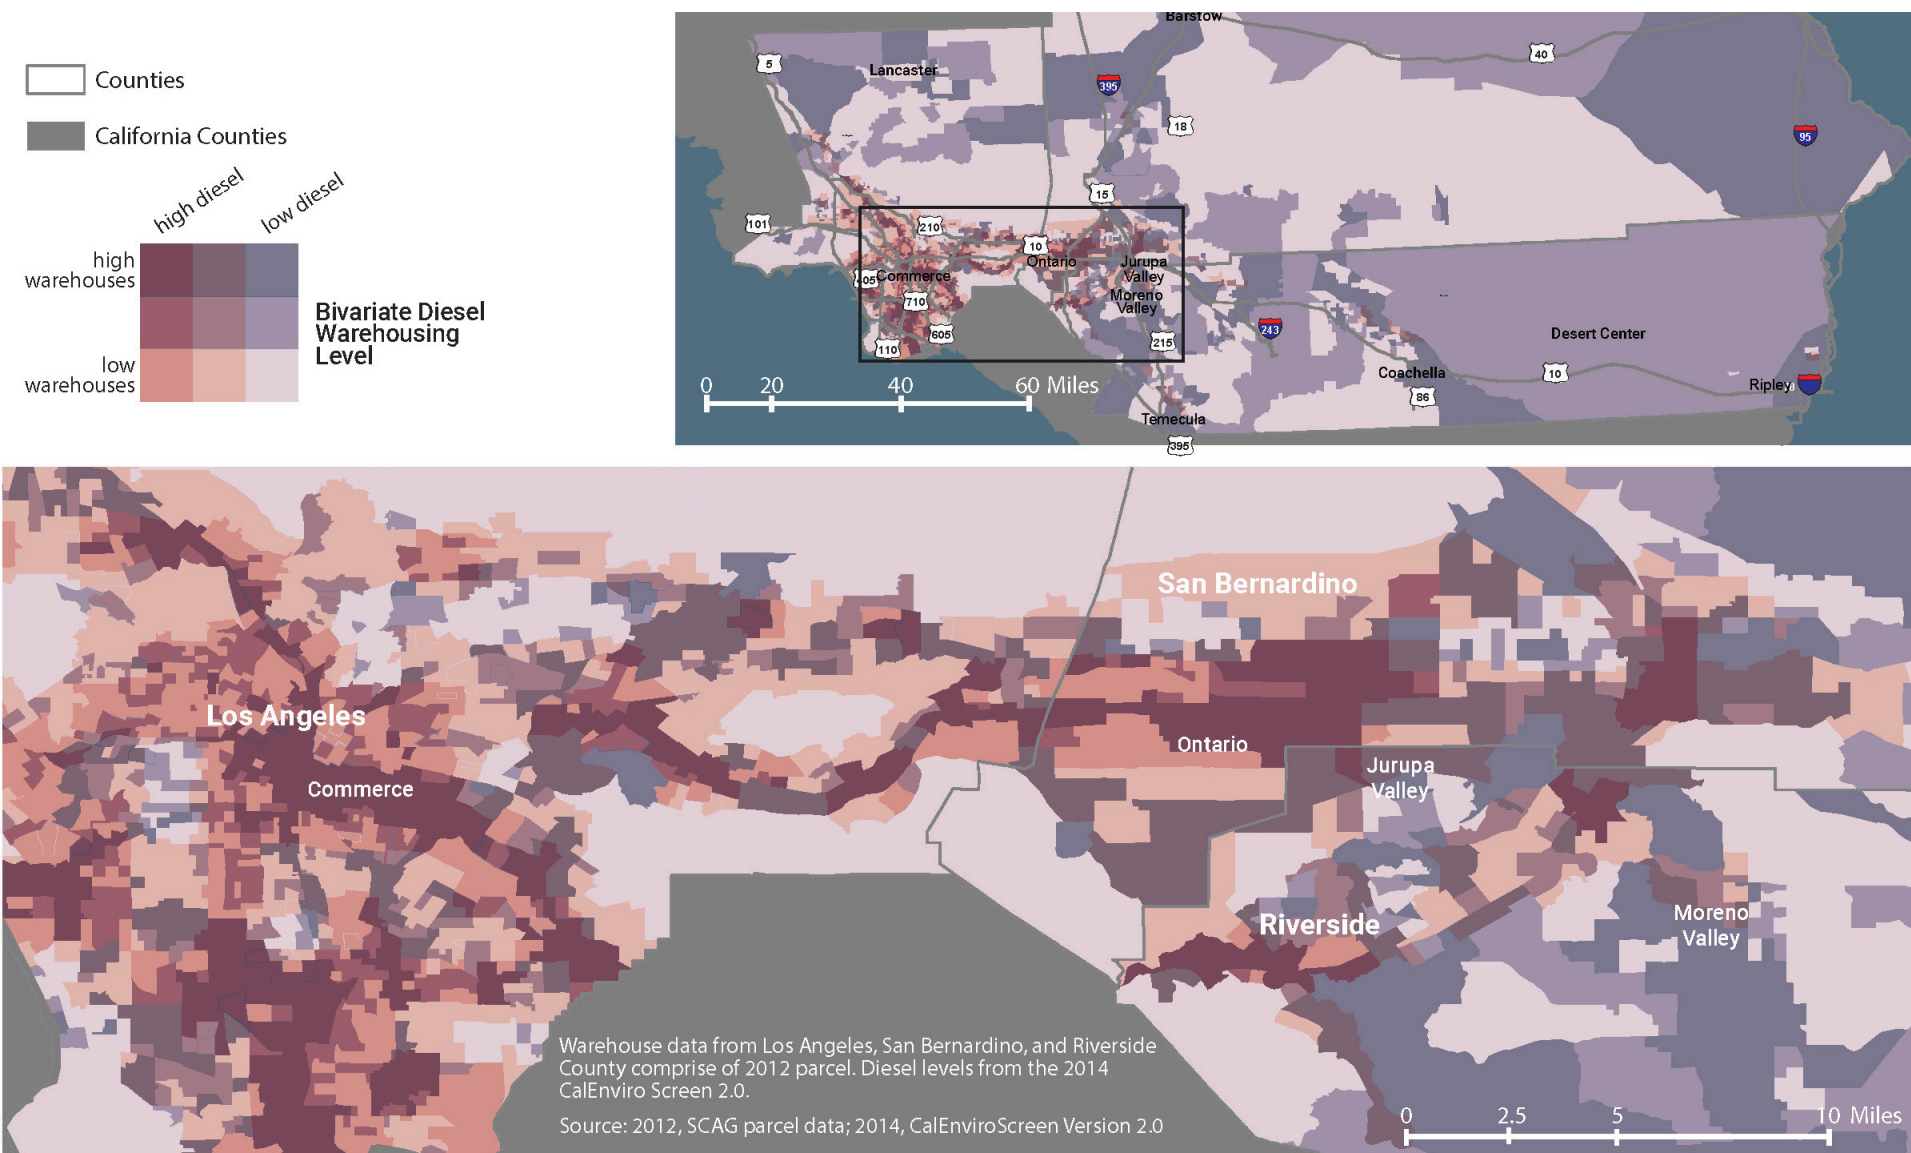 Counties
California Counties
high diesel
low diesel
high
warehouses
low
warehouses
Bivariate Diesel
Warehousing
Level
Barstow
5
Lancaster
395
40
18
95
15
101
210
10
Ontario
Jurupa
Valley
405
Commerce
710
Moreno
Valley
605
110
215
243
Desert Center
0
20
40
60 Miles
Coachella
10
86
Ripley
Temecula
395
San Bernardino
Los Angeles
Ontario
Commerce
Jurupa
Valley
Riverside
Moreno
Valley
Warehouse data from Los Angeles, San Bernardino, and Riverside
County comprise of 2012 parcel. Diesel levels from the 2014
CalEnviro Screen 2.0.
Source: 2012, SCAG parcel data; 2014, CalEnviroScreen Version 2.0
0
2.5
5
10 Miles